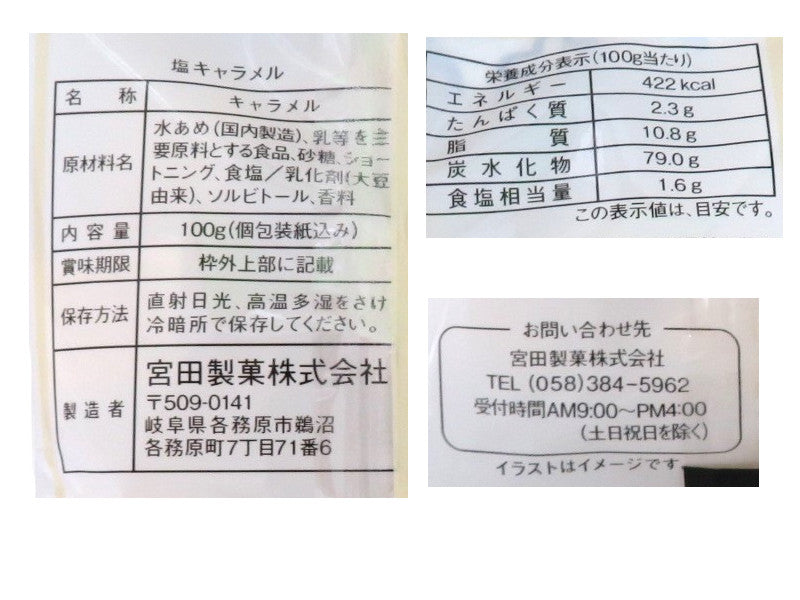 塩キャラメル
名称 キャラメル
原材料名 水あめ(国内製造)、乳等を主
要原料とする食品、砂糖、ショー
トニング、食塩/乳化剤(大豆
由来)、ソルビトール、香料
内容量 100g(個包装紙込み)
賞味期限 枠外上部に記載
保存方法 直射日光、高温多湿をさけ
冷暗所で保存してください。
製造者 宮田製菓株式会社
〒509-0141
岐阜県各務原市鵜沼
各務原町7丁目71番6
栄養成分表示(100g当たり)
エネルギー 422kcal
たんぱく質 2.3g
脂質 10.8g
炭水化物 79.0g
食塩相当量 1.6g
この表示値は、目安です。
お問い合わせ先
宮田製菓株式会社
TEL (058)384-5962
受付時間AM9:00~PM4:00
(土日祝日を除く)
イラストはイメージです